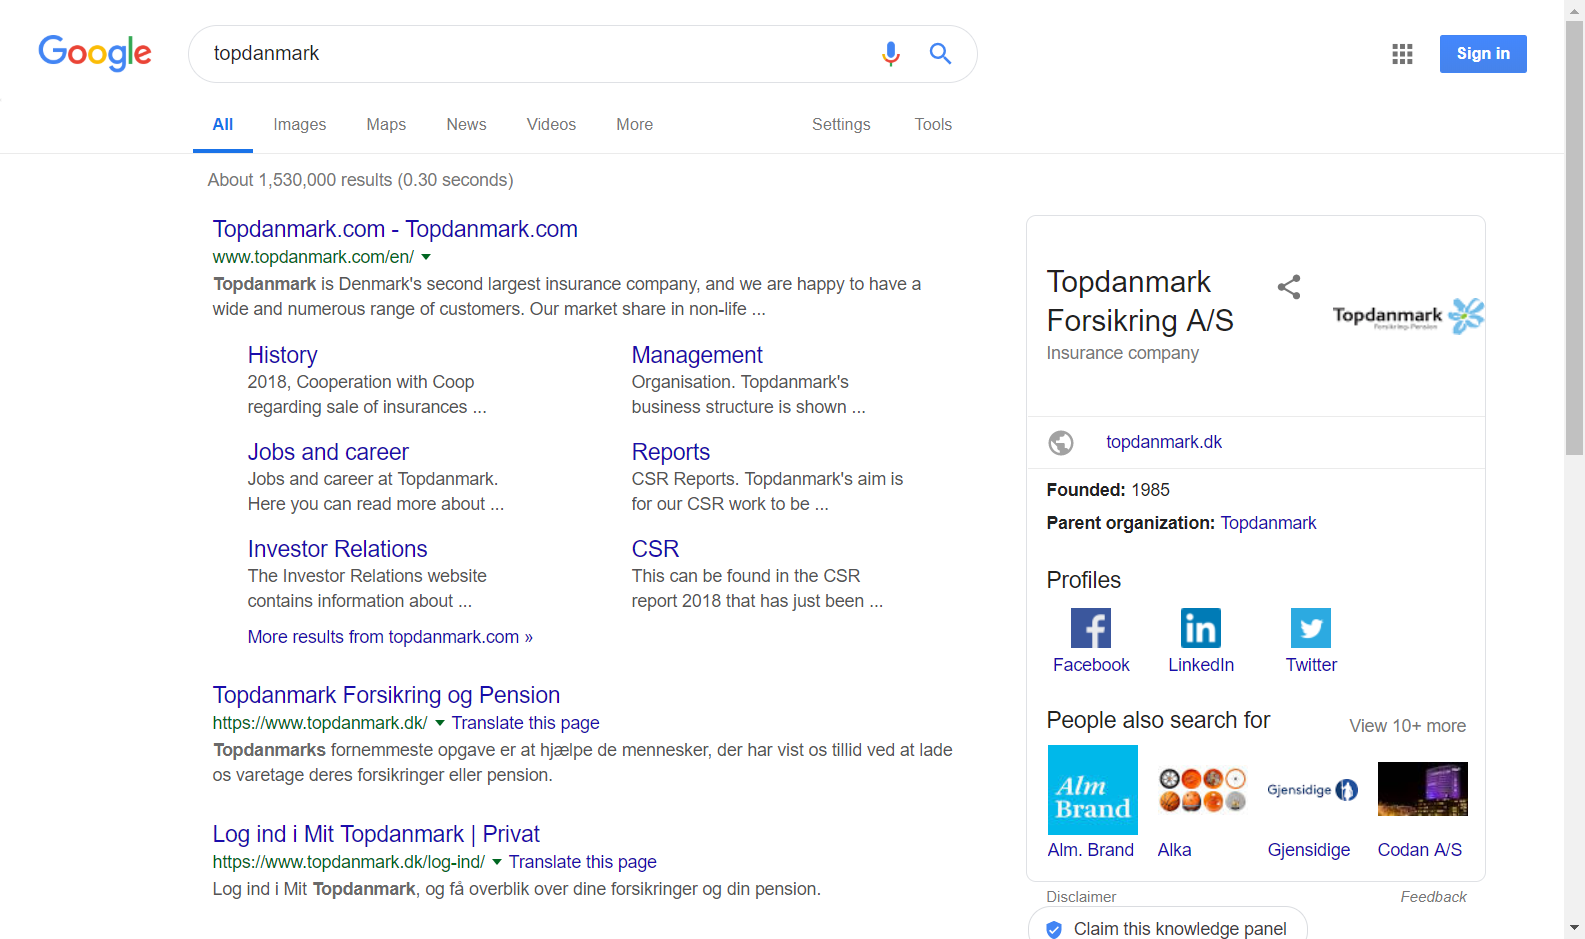 Google
topdanmark
Sign in
All
Images
Maps
News
Videos
More
Settings
Tools
About 1,530,000 results (0.30 seconds)
Topdanmark.com - Topdanmark.com
www.topdanmark.com/en/
Topdanmark is Denmark's second largest insurance company, and we are happy to have a
wide and numerous range of customers. Our market share in non-life ...
History
2018, Cooperation with Coop
regarding sale of insurances ...
Management
Organisation. Topdanmark's
business structure is shown ...
Jobs and career
Jobs and career at Topdanmark.
Here you can read more about ...
Reports
CSR Reports. Topdanmark's aim is
for our CSR work to be ...
Investor Relations
The Investor Relations website
contains information about ...
CSR
This can be found in the CSR
report 2018 that has just been ...
More results from topdanmark.com »
Topdanmark Forsikring og Pension
https://www.topdanmark.dk/ Translate this page
Topdanmarks fornemmeste opgave er at hjælpe de mennesker, der har vist os tillid ved at lade
os varetage deres forsikringer eller pension.
Log ind i Mit Topdanmark | Privat
https://www.topdanmark.dk/log-ind/ Translate this page
Log ind i Mit Topdanmark, og få overblik over dine forsikringer og din pension.
Topdanmark
Forsikring A/S
Insurance company
Topdanmark
Forsikring·Pension
topdanmark.dk
Founded: 1985
Parent organization: Topdanmark
Profiles
Facebook
LinkedIn
Twitter
People also search for
View 10+ more
Alm
Brand
Gjensidige
Alm. Brand
Alka
Gjensidige
Codan A/S
Disclaimer
Feedback
Claim this knowledge panel